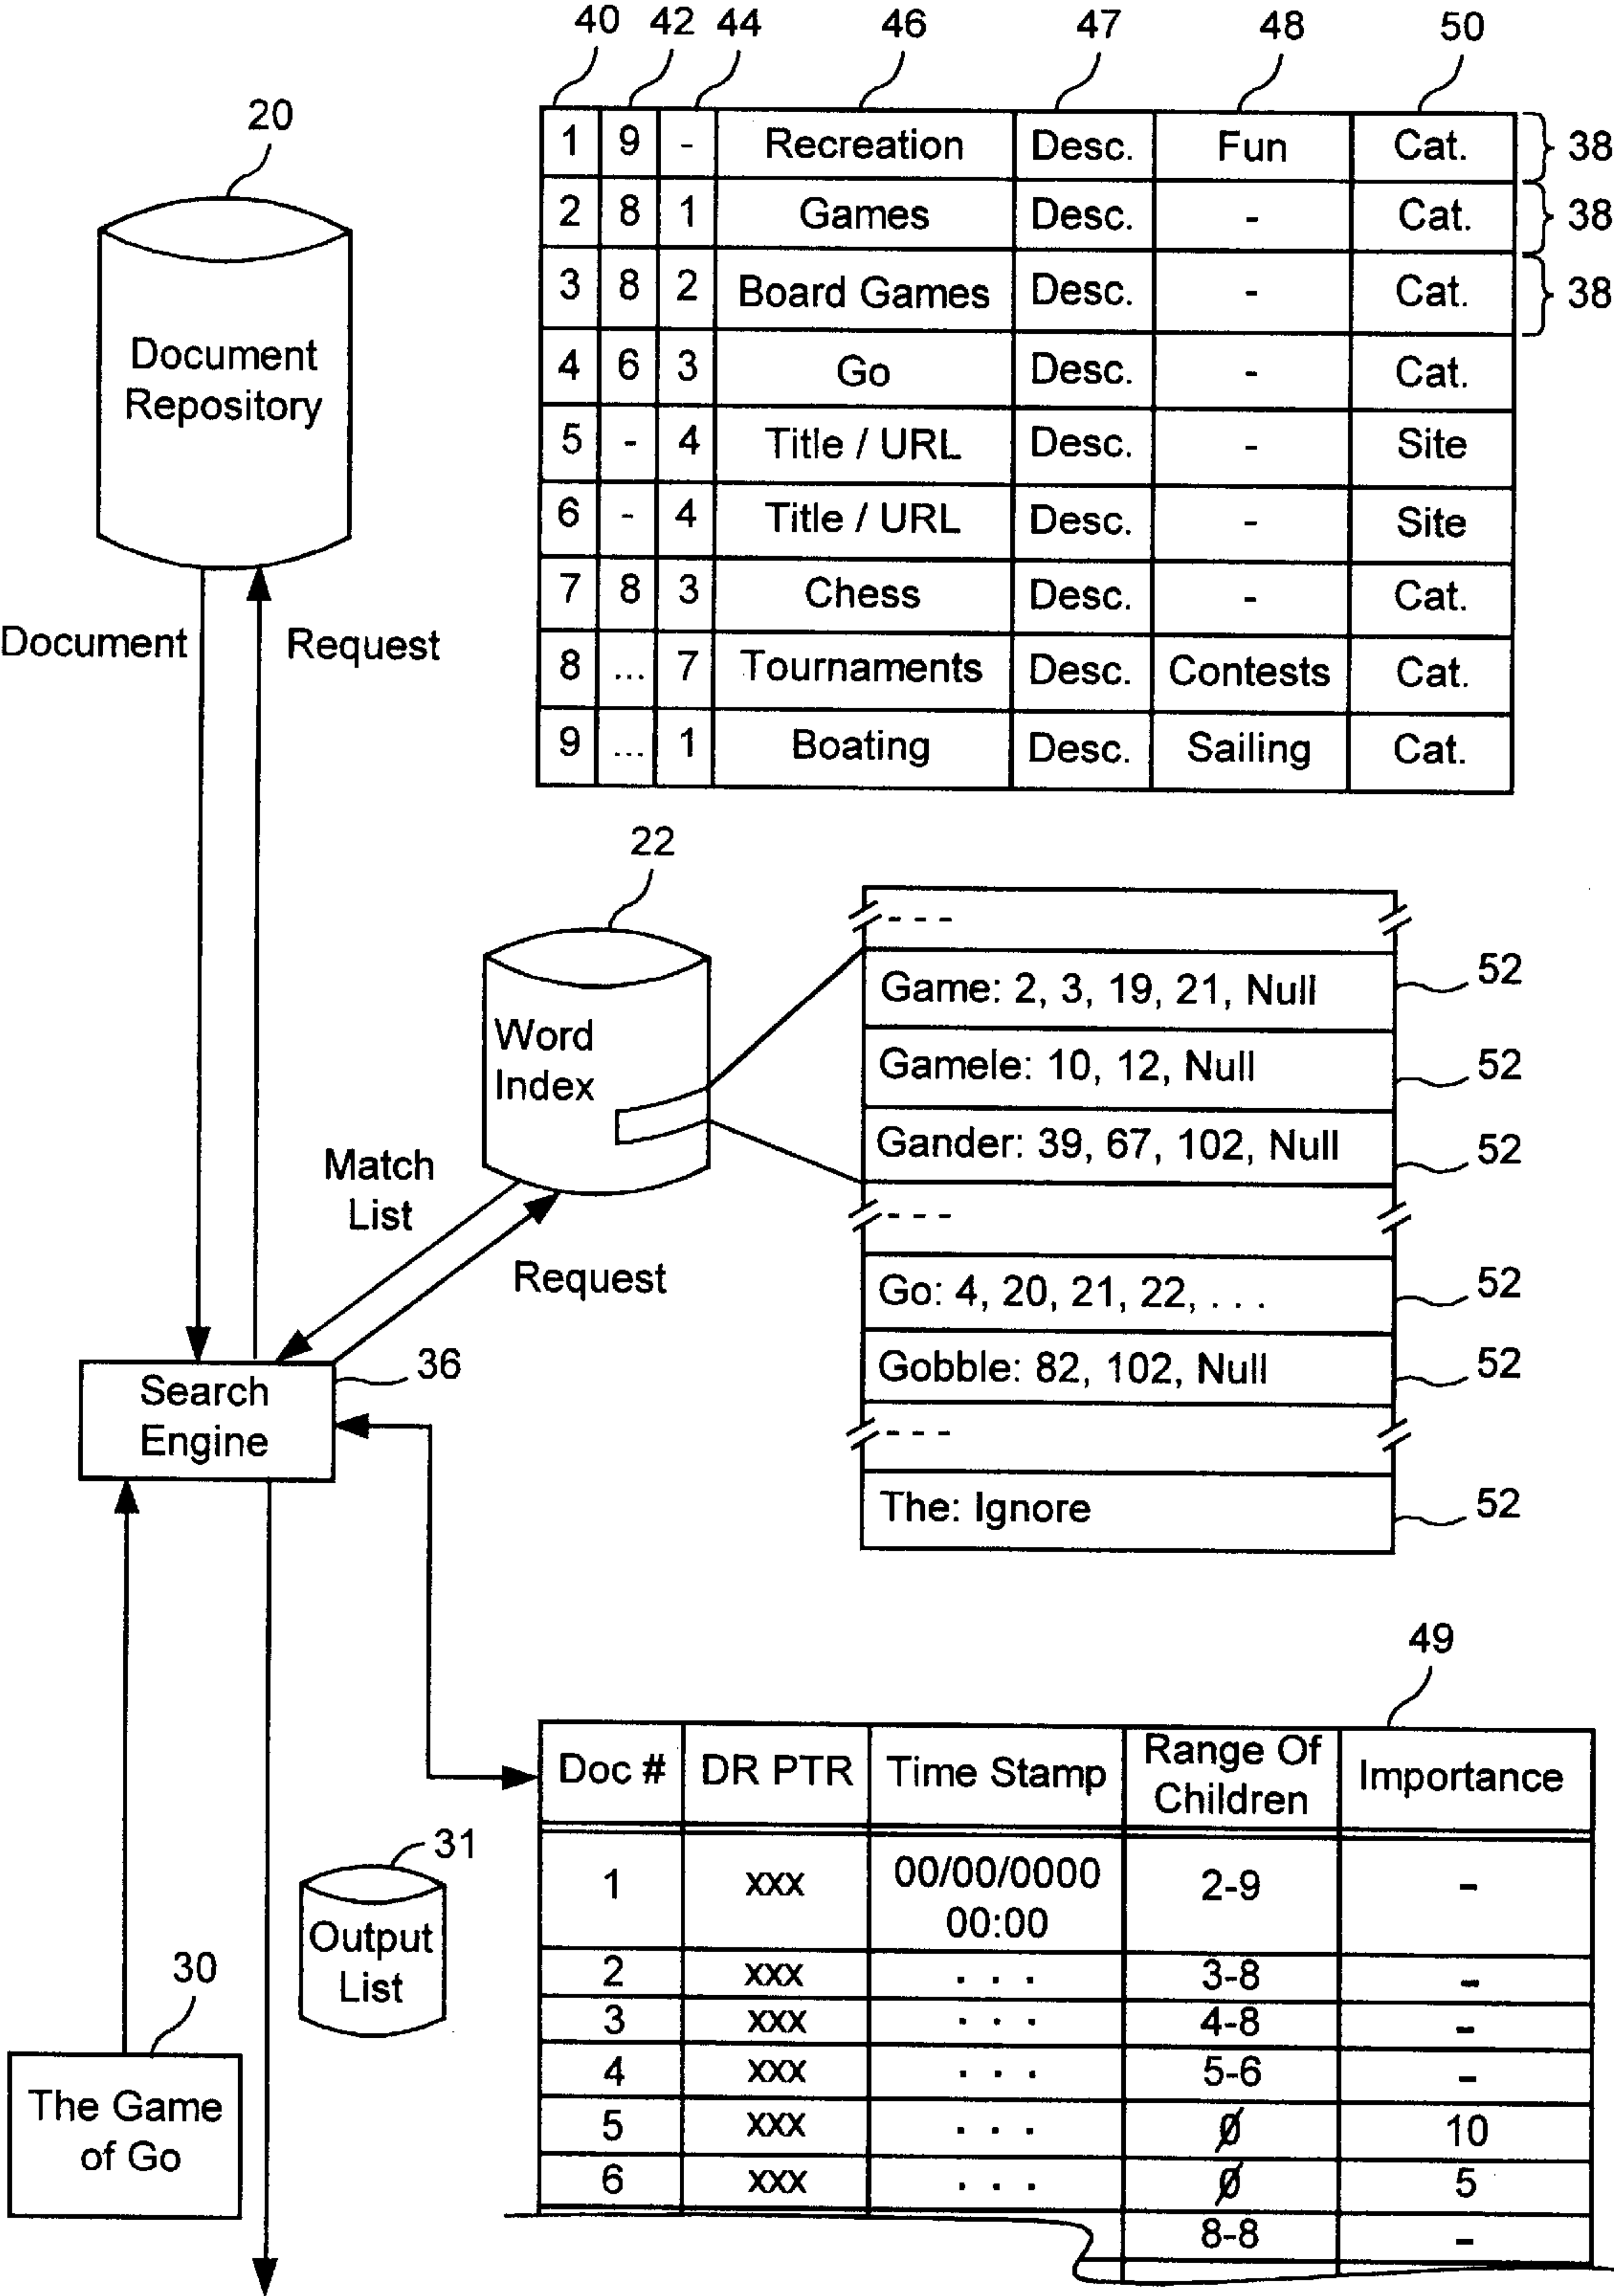 40 42 44 46 47 48 50
20
1 9 - Recreation Desc. Fun Cat. 38
2 8 1 Games Desc. - Cat. 38
3 8 2 Board Games Desc. - Cat. 38
4 6 3 Go Desc. - Cat.
5 - 4 Title / URL Desc. - Site
6 - 4 Title / URL Desc. - Site
7 8 3 Chess Desc. - Cat.
8 ... 7 Tournaments Desc. Contests Cat.
9 ... 1 Boating Desc. Sailing Cat.
Document
Repository
Document
Request
22
Word
Index
- - -
Game: 2, 3, 19, 21, Null 52
Gamele: 10, 12, Null 52
Gander: 39, 67, 102, Null 52
- - -
Go: 4, 20, 21, 22, . . . 52
Gobble: 82, 102, Null 52
- - -
The: Ignore 52
Match
List
Request
36
Search
Engine
49
Doc # DR PTR Time Stamp Range Of
Children Importance
1 xxx 00/00/0000
00:00 2-9 -
2 xxx . . . 3-8 -
3 xxx . . . 4-8 -
4 xxx . . . 5-6 -
5 xxx . . . ∅ 10
6 xxx . . . ∅ 5
8-8 -
31
Output
List
30
The Game
of Go